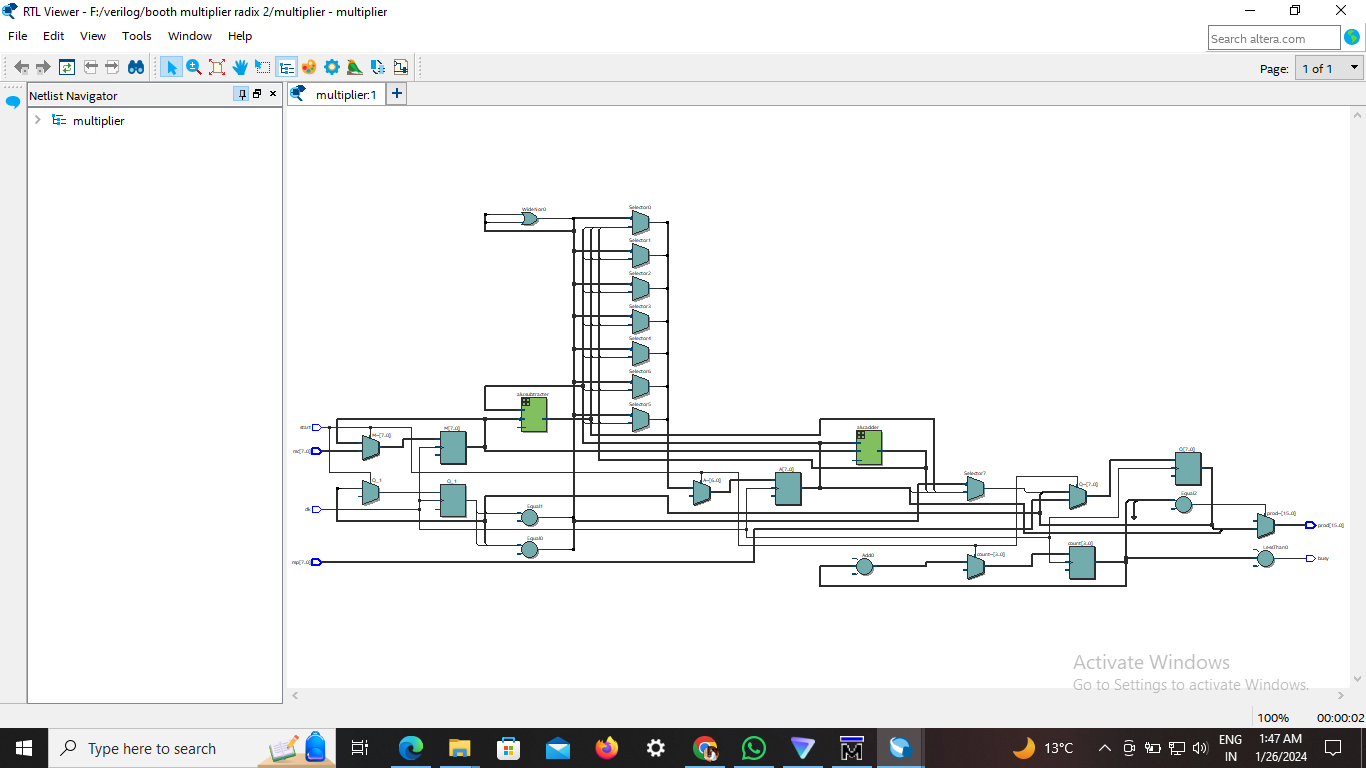 RTL Viewer - F:/verilog/booth multiplier radix 2/multiplier - multiplier
File Edit View Tools Window Help
Search altera.com
Page: 1 of 1
Netlist Navigator
multiplier:1
multiplier
WideNor0
Selector0
Selector1
Selector2
Selector3
Selector4
Selector6
Selector5
alu:subtracter
alu:adder
start
M~[7..0]
M[7..0]
mc[7..0]
Q_1
Q_1
clk
Equal1
Equal0
mp[7..0]
A~[6..0]
A[7..0]
Selector7
Q~[7..0]
Q[7..0]
Equal2
prod~[15..0]
prod[15..0]
Add0
count~[3..0]
count[3..0]
LessThan0
busy
Activate Windows
Go to Settings to activate Windows.
100% 00:00:02
Type here to search
13°C
ENG
IN
1:47 AM
1/26/2024